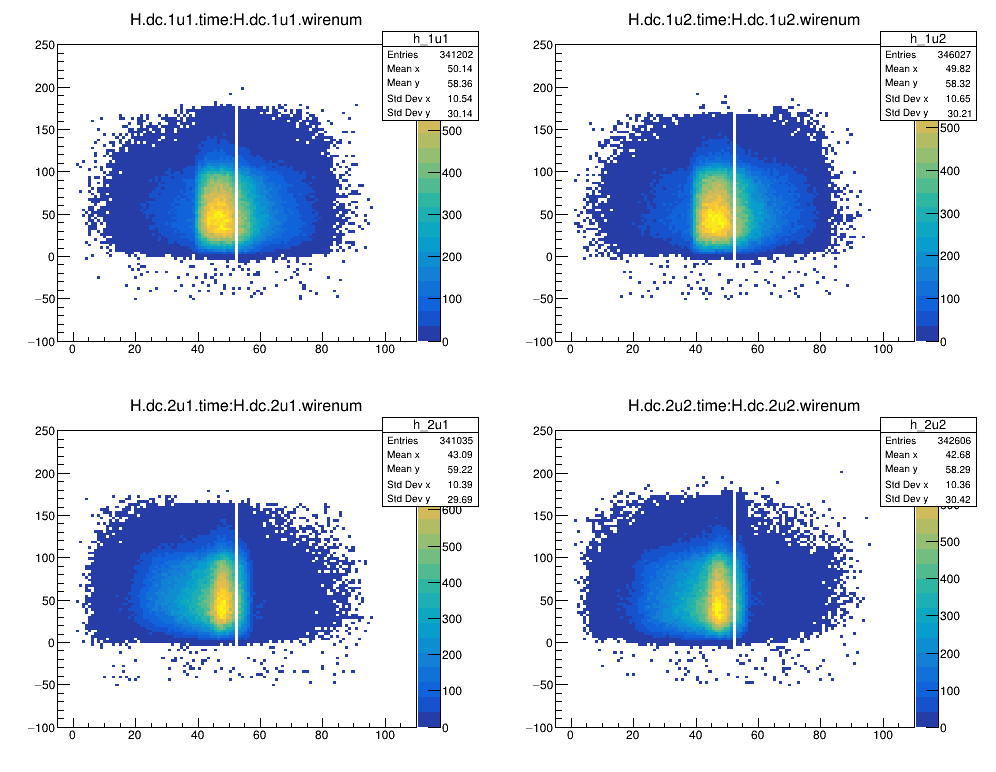 H.dc.1u1.time:H.dc.1u1.wirenum
h_1u1
Entries 341202
Mean x 50.14
Mean y 58.36
Std Dev x 10.54
Std Dev y 30.14
250
200
150
100
50
0
−50
−100
0 20 40 60 80 100
500
400
300
200
100
0
H.dc.1u2.time:H.dc.1u2.wirenum
h_1u2
Entries 346027
Mean x 49.82
Mean y 58.32
Std Dev x 10.65
Std Dev y 30.21
250
200
150
100
50
0
−50
−100
0 20 40 60 80 100
500
400
300
200
100
0
H.dc.2u1.time:H.dc.2u1.wirenum
h_2u1
Entries 341035
Mean x 43.09
Mean y 59.22
Std Dev x 10.39
Std Dev y 29.69
250
200
150
100
50
0
−50
−100
0 20 40 60 80 100
600
500
400
300
200
100
0
H.dc.2u2.time:H.dc.2u2.wirenum
h_2u2
Entries 342606
Mean x 42.68
Mean y 58.29
Std Dev x 10.36
Std Dev y 30.42
250
200
150
100
50
0
−50
−100
0 20 40 60 80 100
500
400
300
200
100
0